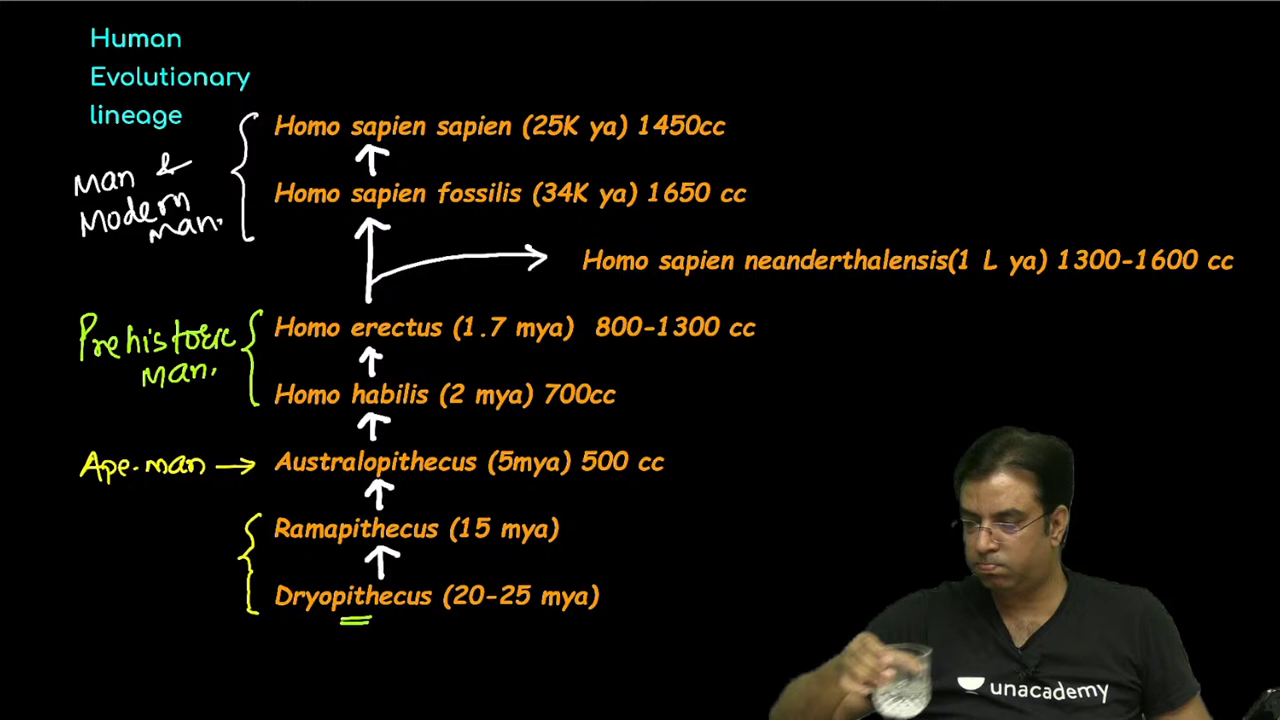 Human
Evolutionary
lineage
Homo sapien sapien (25K ya) 1450cc
Man &
Modern
man.
Homo sapien fossilis (34K ya) 1650 cc
Homo sapien neanderthalensis(1 L ya) 1300-1600 cc
Prehistoric
man.
Homo erectus (1.7 mya) 800-1300 cc
Homo habilis (2 mya) 700cc
Ape-man → Australopithecus (5mya) 500 cc
Ramapithecus (15 mya)
Dryopithecus (20-25 mya)
unacademy